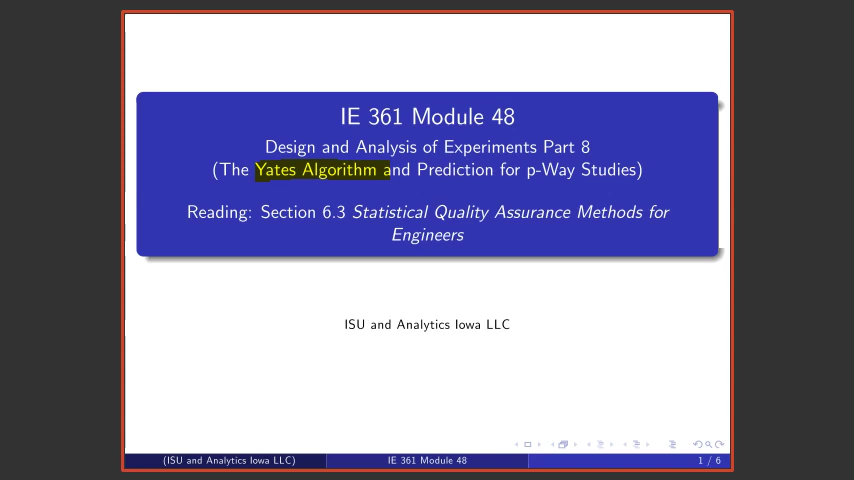 IE 361 Module 48
Design and Analysis of Experiments Part 8
(The Yates Algorithm and Prediction for p-Way Studies)
Reading: Section 6.3 Statistical Quality Assurance Methods for
Engineers
ISU and Analytics Iowa LLC
(ISU and Analytics Iowa LLC) IE 361 Module 48 1 / 6